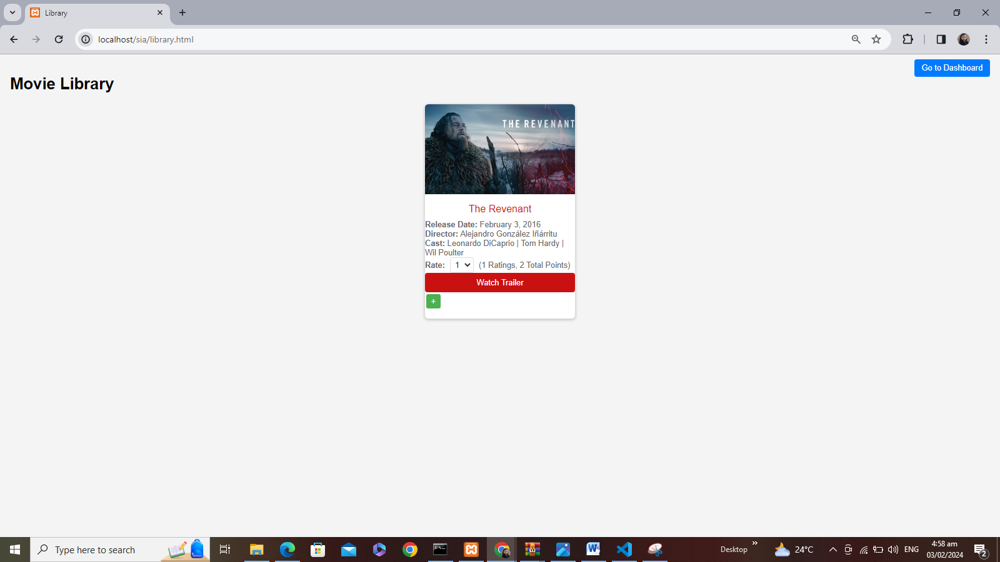 Library
localhost/sia/library.html
Go to Dashboard
Movie Library
THE REVENANT
The Revenant
Release Date: February 3, 2016
Director: Alejandro González Iñárritu
Cast: Leonardo DiCaprio | Tom Hardy |
Wil Poulter
Rate: 1 (1 Ratings, 2 Total Points)
Watch Trailer
+
Type here to search
Desktop
24°C
ENG
4:58 am
03/02/2024
2